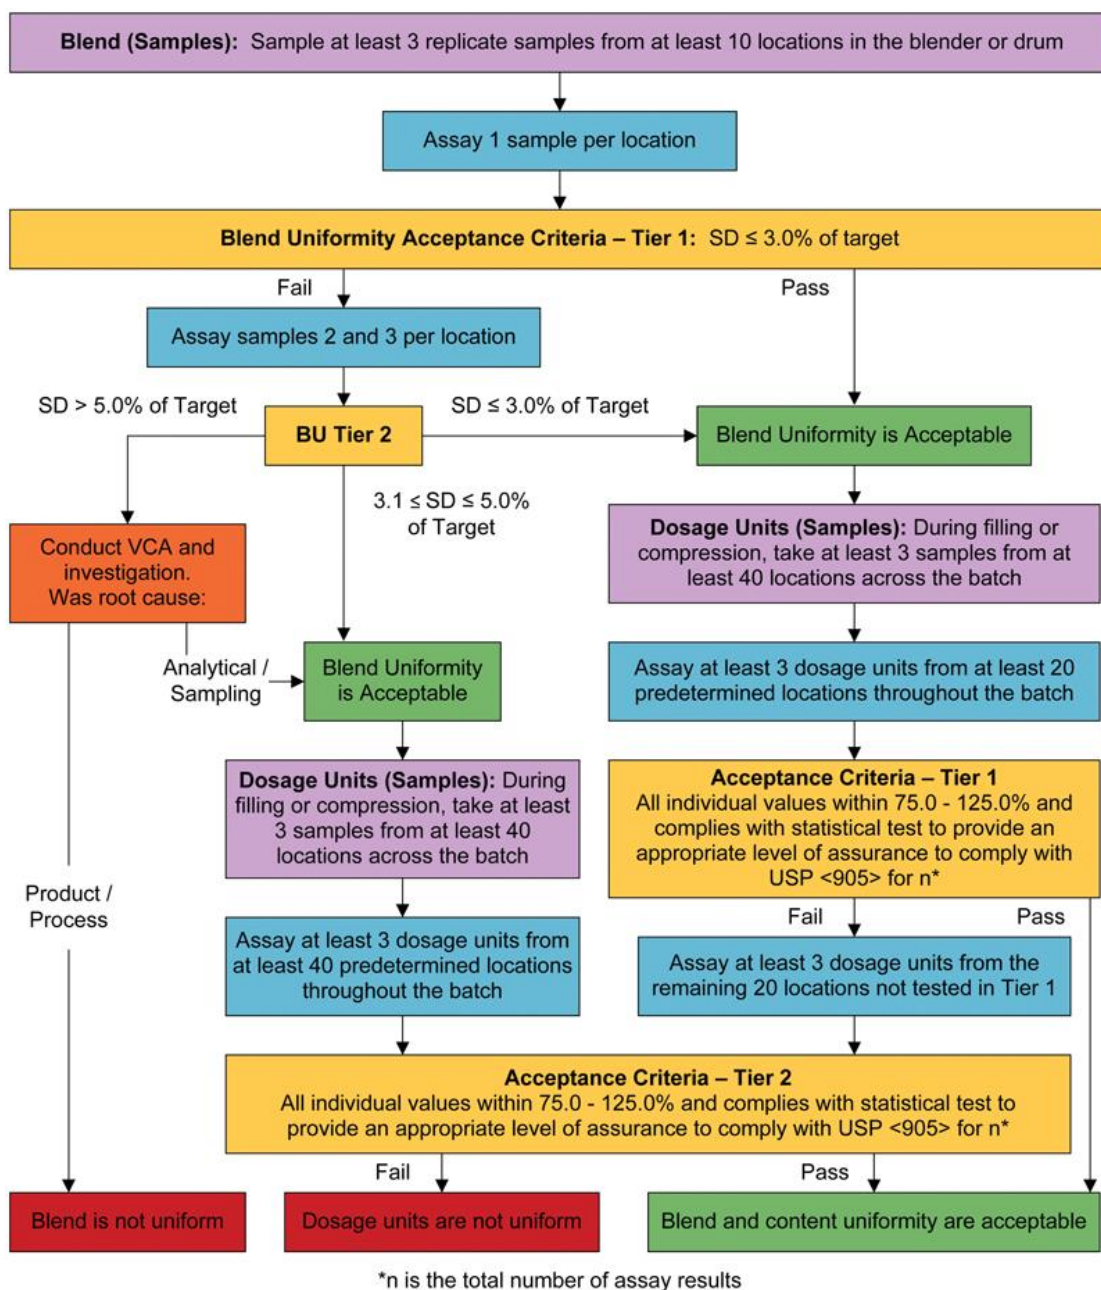 Blend (Samples): Sample at least 3 replicate samples from at least 10 locations in the blender or drum
Assay 1 sample per location
Blend Uniformity Acceptance Criteria – Tier 1: SD ≤ 3.0% of target
Fail
Pass
Assay samples 2 and 3 per location
SD > 5.0% of Target
SD ≤ 3.0% of Target
BU Tier 2
Blend Uniformity is Acceptable
3.1 ≤ SD ≤ 5.0%
of Target
Conduct VCA and
investigation.
Was root cause:
Dosage Units (Samples): During
filling or compression, take at least
3 samples from at least 40
locations across the batch
Analytical /
Sampling
Blend Uniformity
is Acceptable
Dosage Units (Samples): During filling or
compression, take at least 3 samples from at
least 40 locations across the batch
Assay at least 3 dosage units from at least 20
predetermined locations throughout the batch
Acceptance Criteria – Tier 1
All individual values within 75.0 - 125.0% and
complies with statistical test to provide an
appropriate level of assurance to comply with
USP <905> for n*
Product /
Process
Fail
Pass
Assay at least 3 dosage units from
at least 40 predetermined locations
throughout the batch
Assay at least 3 dosage units from the
remaining 20 locations not tested in Tier 1
Acceptance Criteria – Tier 2
All individual values within 75.0 - 125.0% and complies with statistical test to
provide an appropriate level of assurance to comply with USP <905> for n*
Fail
Pass
Blend is not uniform
Dosage units are not uniform
Blend and content uniformity are acceptable
*n is the total number of assay results